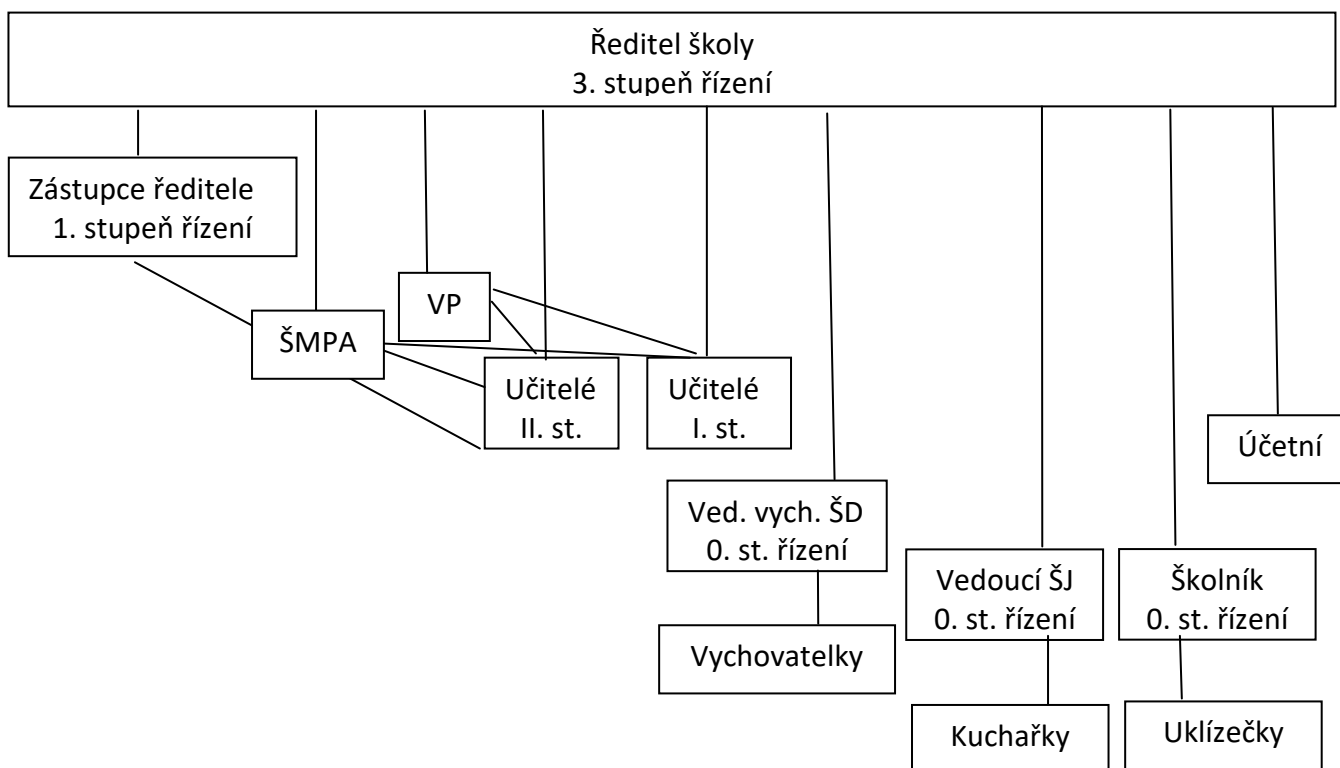 Ředitel školy
3. stupeň řízení
Zástupce ředitele
1. stupeň řízení
VP
ŠMPA
Učitelé
II. st.
Učitelé
I. st.
Účetní
Ved. vych. ŠD
0. st. řízení
Vedoucí ŠJ
0. st. řízení
Školník
0. st. řízení
Vychovatelky
Kuchařky
Uklízečky